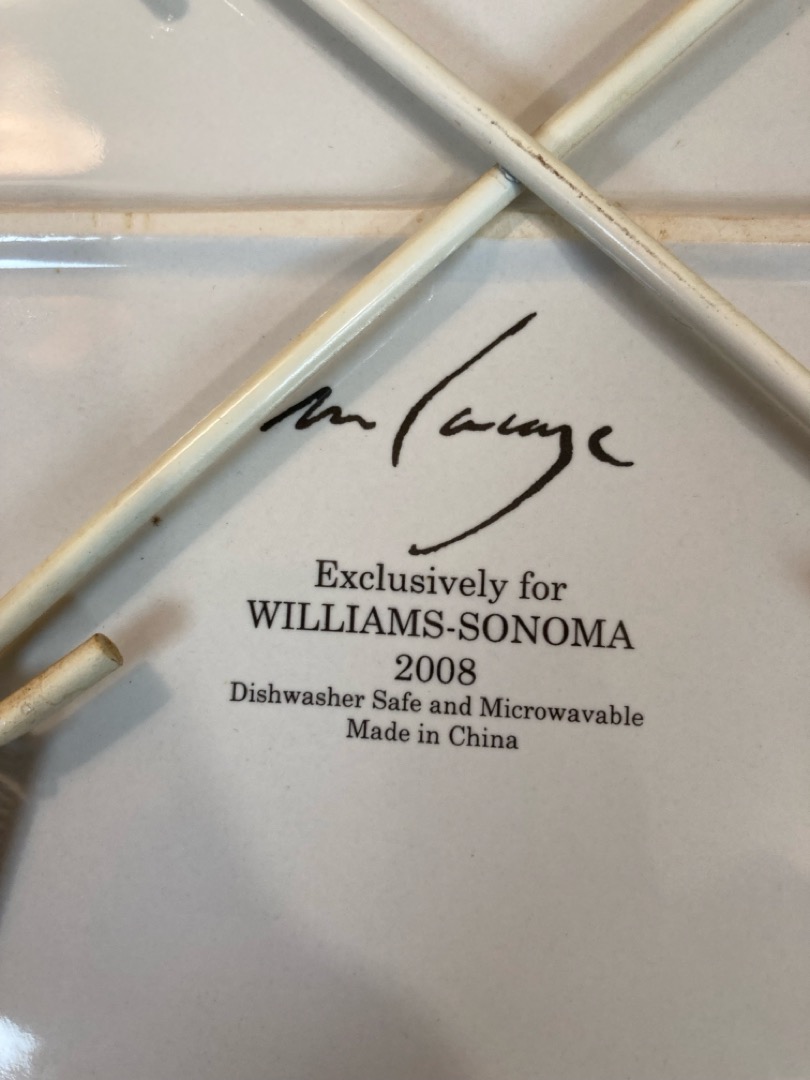 Exclusively for
WILLIAMS-SONOMA
2008
Dishwasher Safe and Microwavable
Made in China